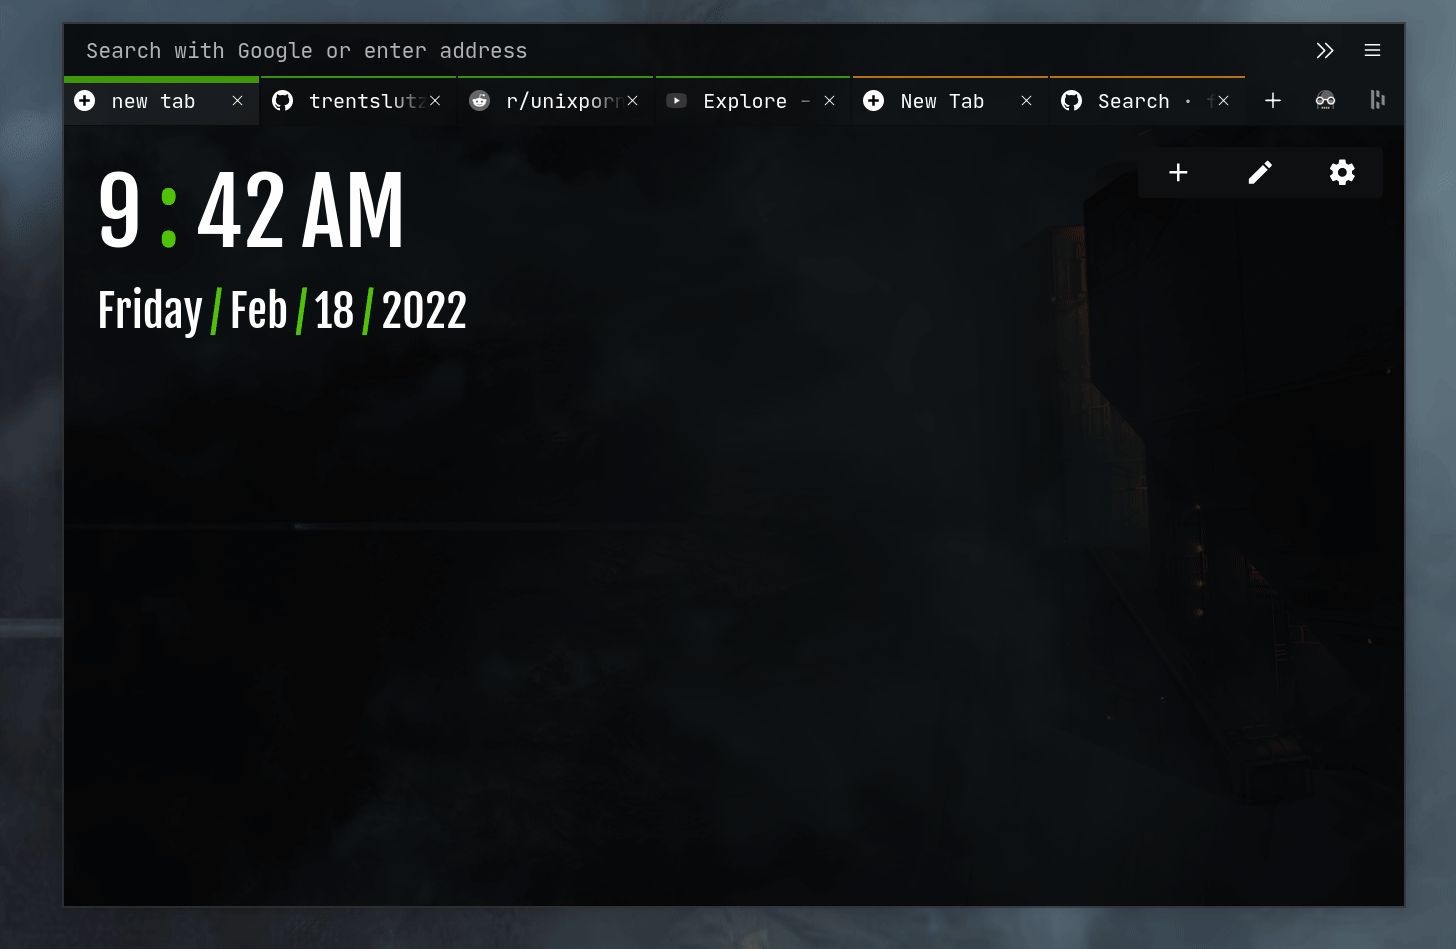 Search with Google or enter address
new tab trentslutz r/unixporn Explore - New Tab Search ·
9:42 AM
Friday/Feb/18/2022